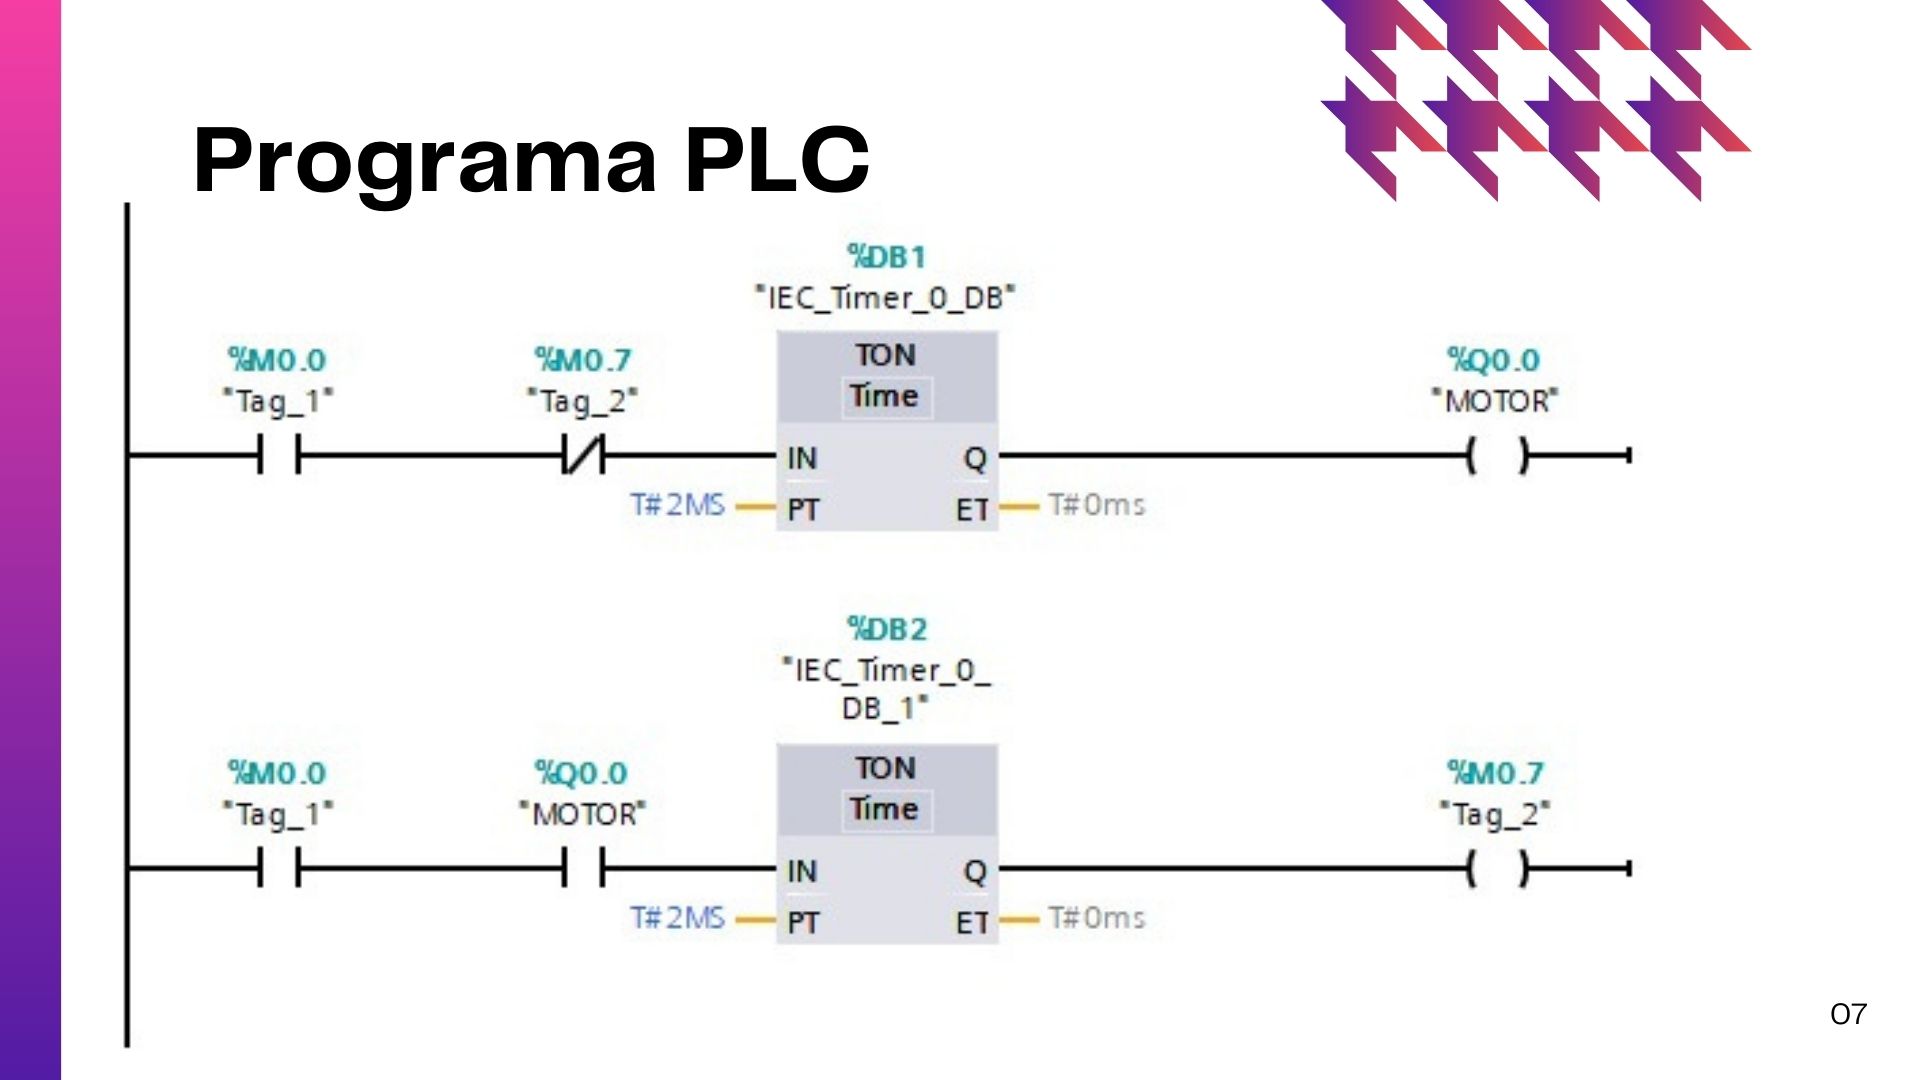 Programa PLC
%DB1
"IEC_Timer_0_DB"
%M0.0
%M0.7
TON
%Q0.0
"Tag_1"
"Tag_2"
Time
"MOTOR"
IN
Q
T#2MS
PT
ET
T#0ms
%DB2
"IEC_Timer_0_
DB_1"
%M0.0
%Q0.0
TON
%M0.7
"Tag_1"
"MOTOR"
Time
"Tag_2"
IN
Q
T#2MS
PT
ET
T#0ms
07